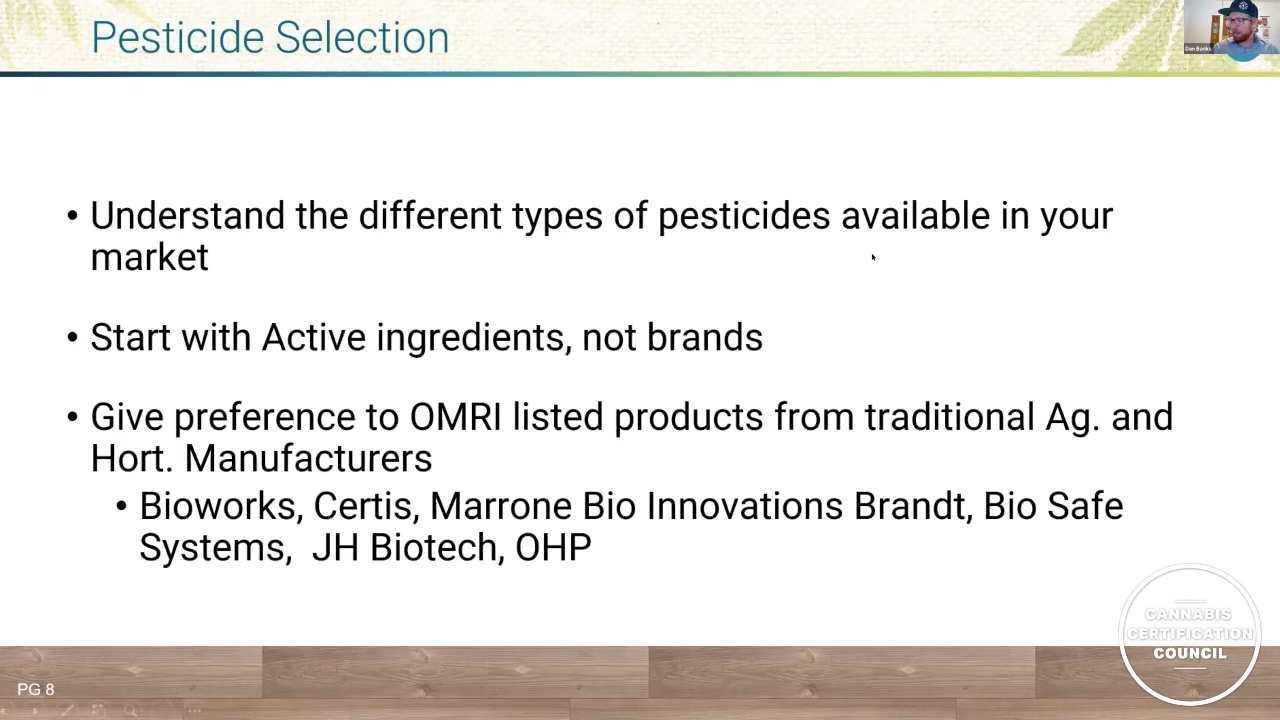 Pesticide Selection
Dan Banks
• Understand the different types of pesticides available in your
market
• Start with Active ingredients, not brands
• Give preference to OMRI listed products from traditional Ag. and
Hort. Manufacturers
• Bioworks, Certis, Marrone Bio Innovations Brandt, Bio Safe
Systems,  JH Biotech, OHP
CANNABIS
CERTIFICATION
COUNCIL
PG 8